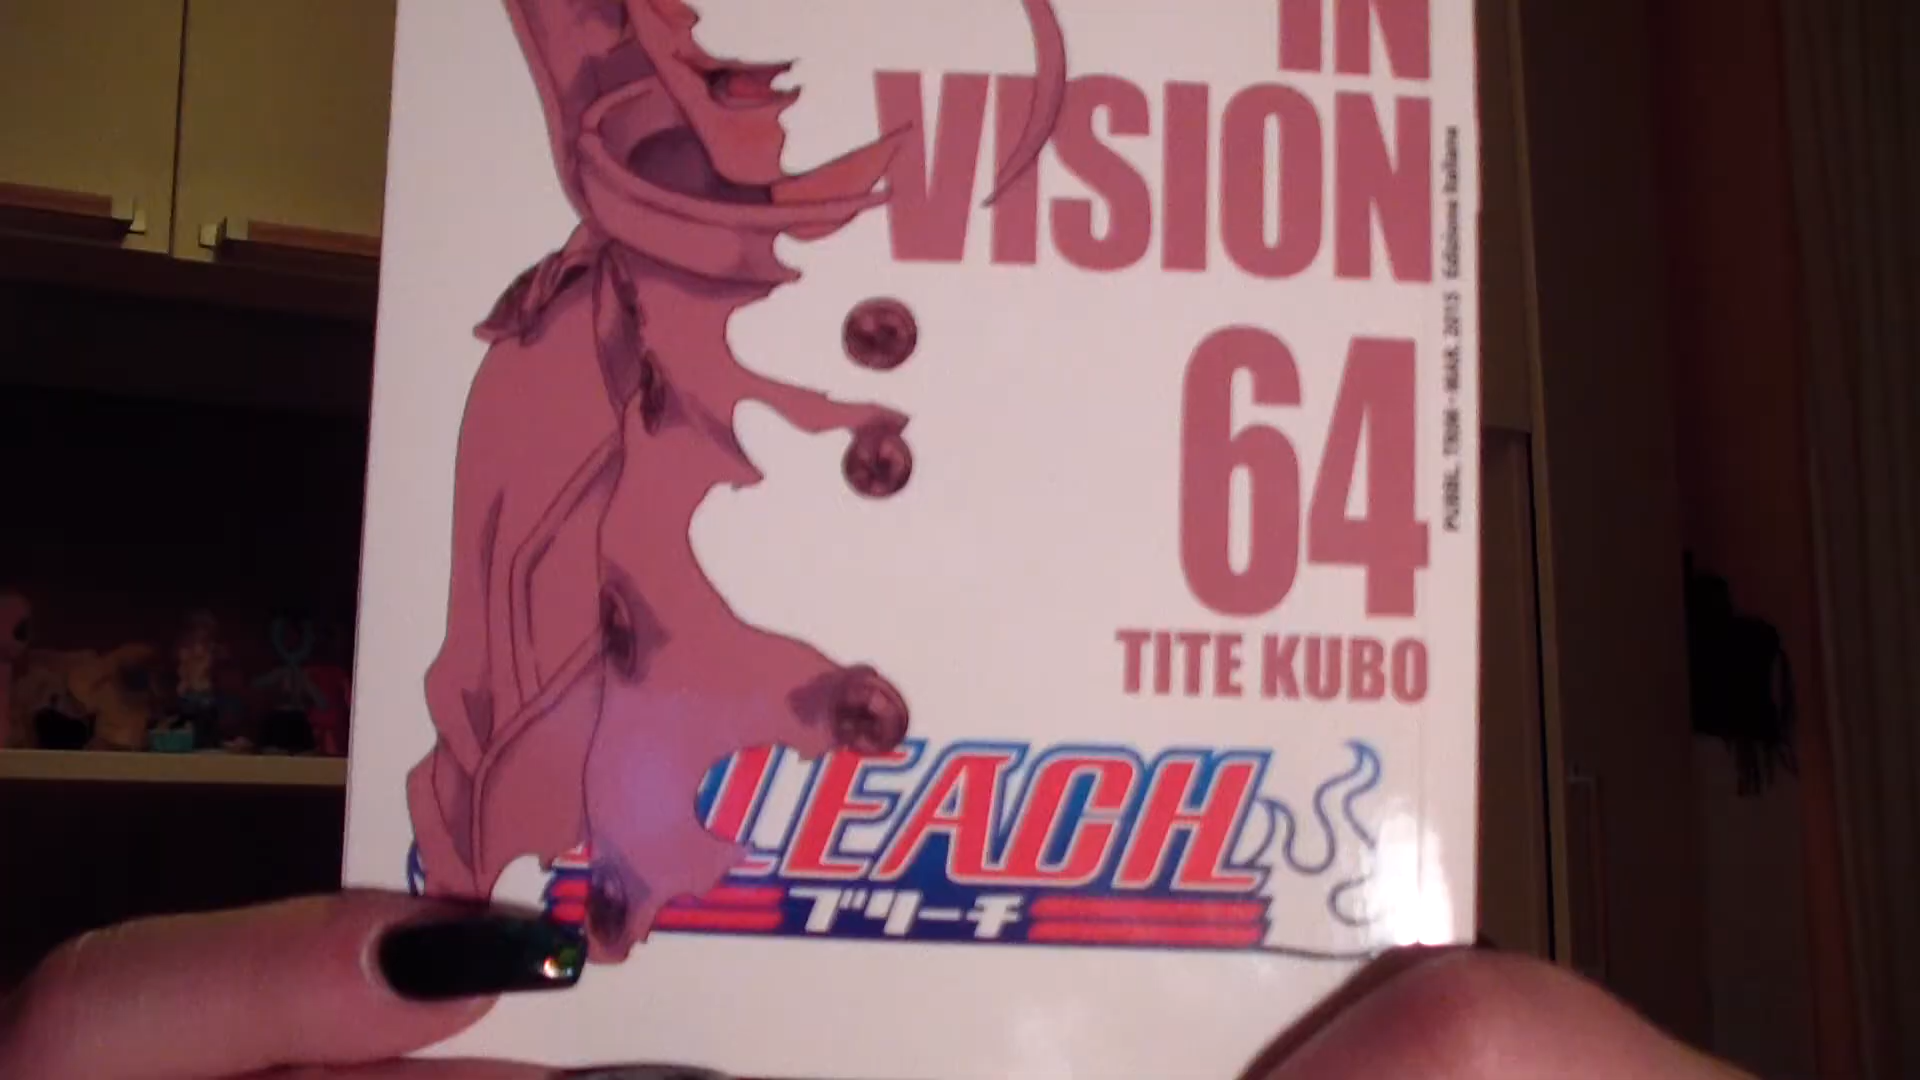 IN
VISION
64
TITE KUBO
BLEACH
ブリーチ
PUBBL. TRIM - MAR. 2015 Edizione Italiana